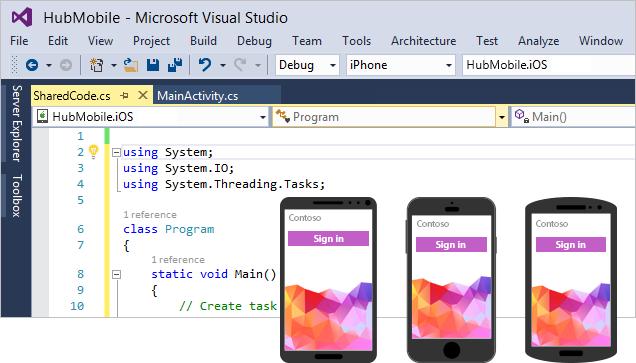 HubMobile - Microsoft Visual Studio
File Edit View Project Build Debug Team Tools Architecture Test Analyze Window
Debug iPhone HubMobile.iOS
Server Explorer
Toolbox
SharedCode.cs MainActivity.cs
HubMobile.iOS Program Main()
1
2 using System;
3 using System.IO;
4 using System.Threading.Tasks;
5
1 reference
6 class Program
7 {
1 reference
8 static void Main()
9 {
10 // Create task
Contoso
Sign in
Contoso
Sign in
Contoso
Sign in